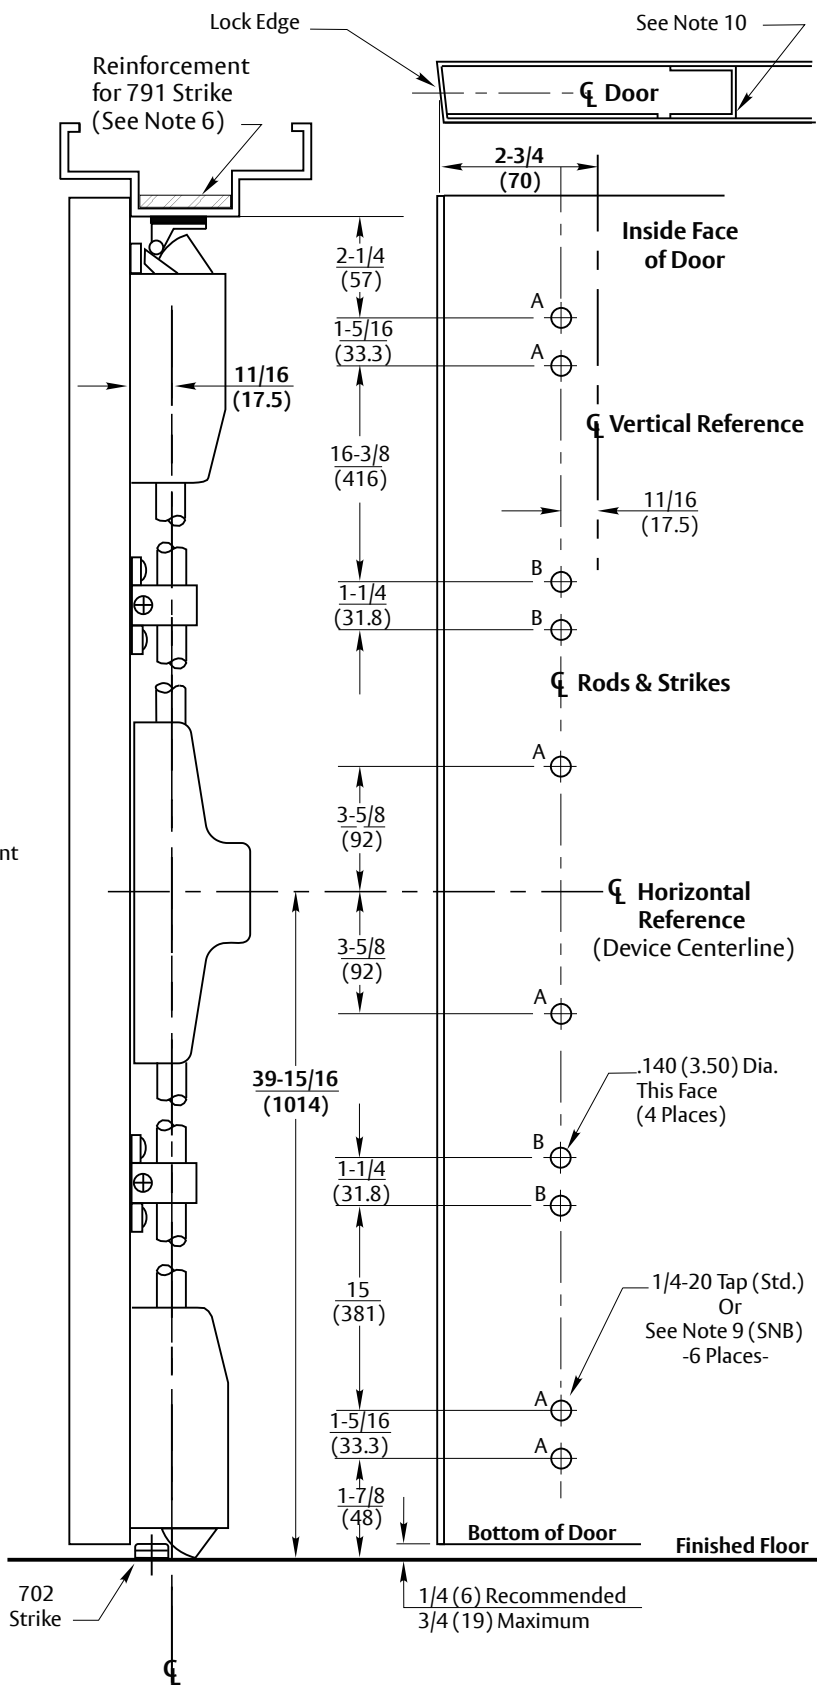 Lock Edge
See Note 10
Reinforcement
for 791 Strike
(See Note 6)
℄ Door
2-3/4
(70)
Inside Face
of Door
2-1/4
(57)
A
1-5/16
(33.3)
A
11/16
(17.5)
℄ Vertical Reference
16-3/8
(416)
11/16
(17.5)
B
1-1/4
(31.8)
B
℄ Rods & Strikes
A
3-5/8
(92)
nt
℄ Horizontal
Reference
(Device Centerline)
3-5/8
(92)
A
39-15/16
(1014)
.140 (3.50) Dia.
This Face
(4 Places)
B
1-1/4
(31.8)
B
15
(381)
1/4-20 Tap (Std.)
Or
See Note 9 (SNB)
-6 Places-
A
1-5/16
(33.3)
A
1-7/8
(48)
Bottom of Door
Finished Floor
702
Strike
1/4 (6) Recommended
3/4 (19) Maximum
℄